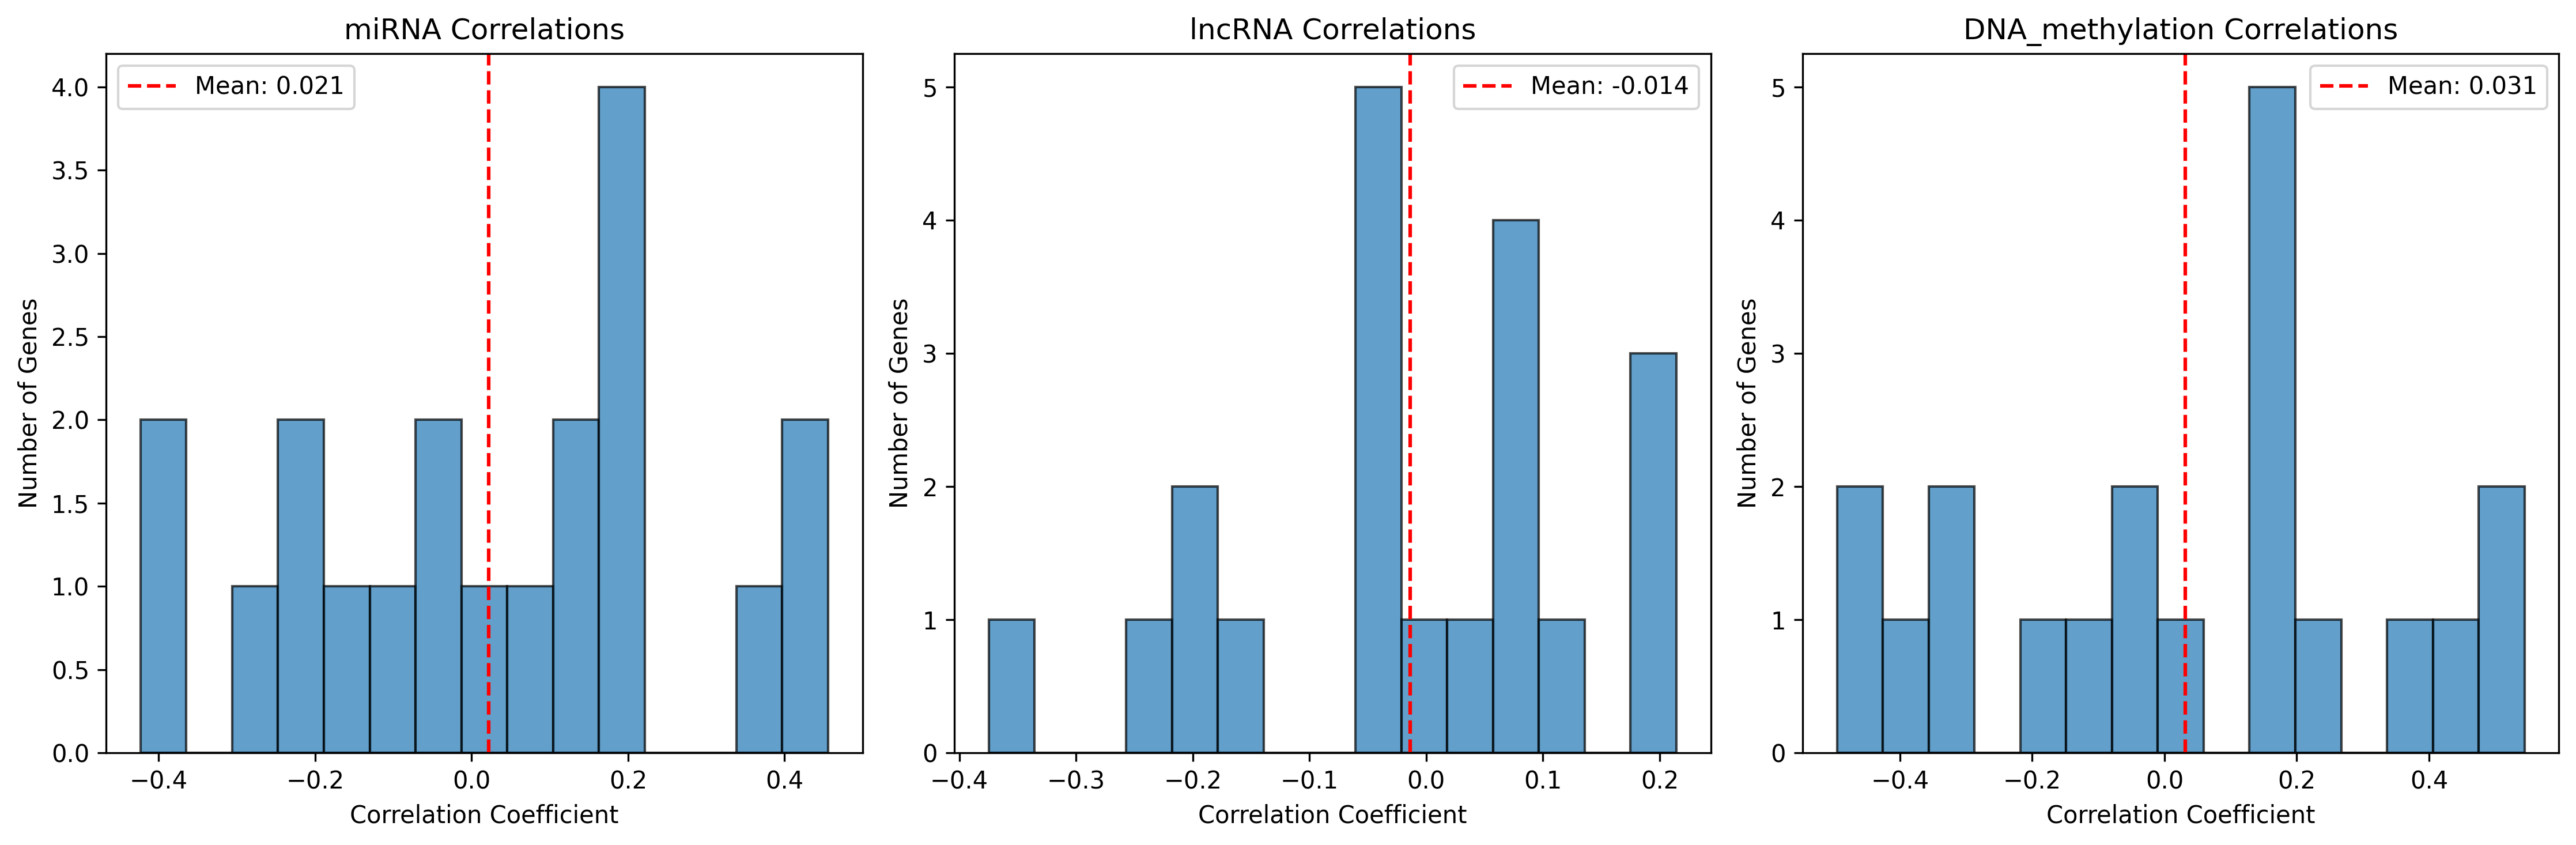 miRNA Correlations
Mean: 0.021
4.0
3.5
3.0
2.5
2.0
1.5
1.0
0.5
0.0
Number of Genes
−0.4 −0.2 0.0 0.2 0.4
Correlation Coefficient
lncRNA Correlations
Mean: -0.014
5
4
3
2
1
0
Number of Genes
−0.4 −0.3 −0.2 −0.1 0.0 0.1 0.2
Correlation Coefficient
DNA_methylation Correlations
Mean: 0.031
5
4
3
2
1
0
Number of Genes
−0.4 −0.2 0.0 0.2 0.4
Correlation Coefficient